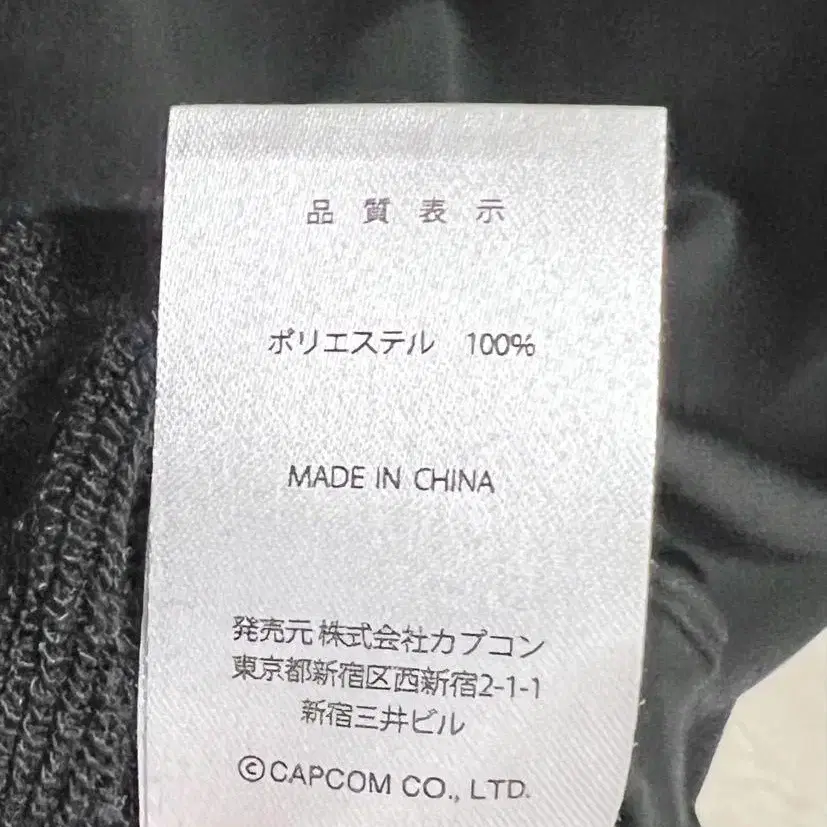 品質表示
ポリエステル 100%
MADE IN CHINA
発売元 株式会社カプコン
東京都新宿区西新宿2-1-1
新宿三井ビル
©CAPCOM CO., LTD.